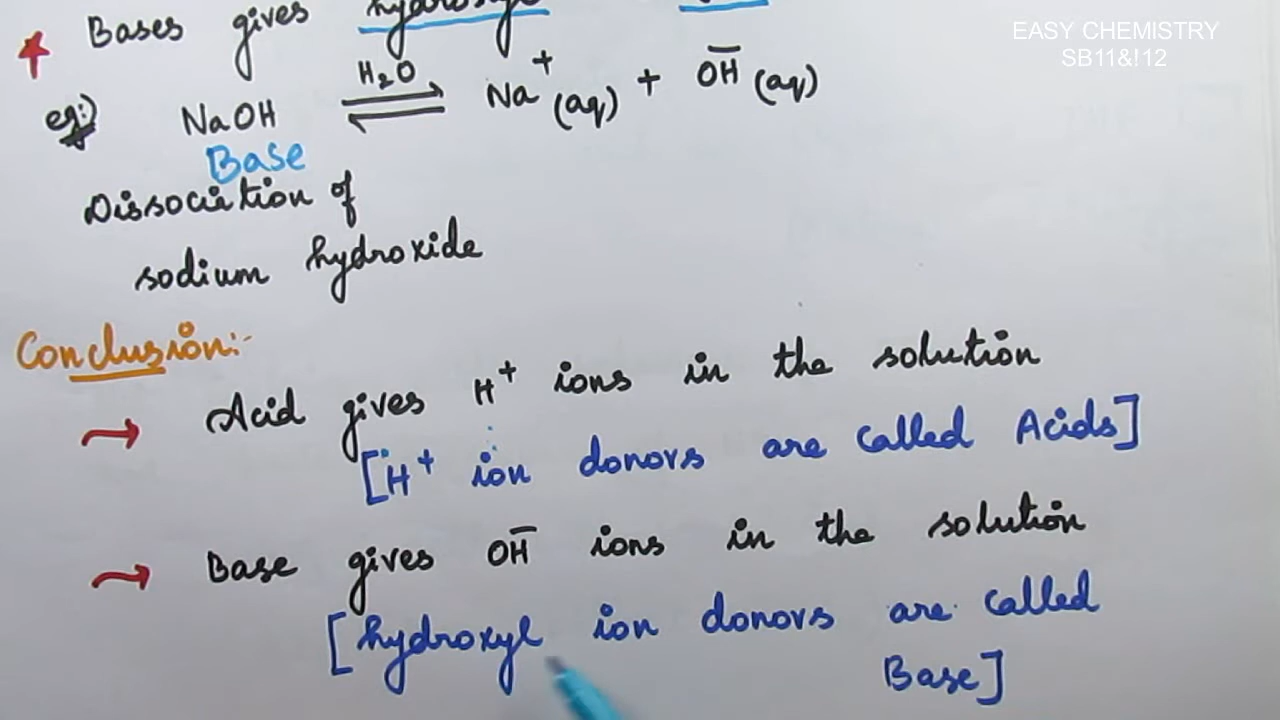 Bases gives hydroxyl
EASY CHEMISTRY
SB11&!12
eg:) NaOH ⇌ H₂O Na⁺(aq) + OH⁻(aq)
Base
Dissociation of
sodium hydroxide
Conclusion:-
→ Acid gives H⁺ ions in the solution
[H⁺ ion donors are called Acids]
→ Base gives OH⁻ ions in the solution
[hydroxyl ion donors are called
Base]